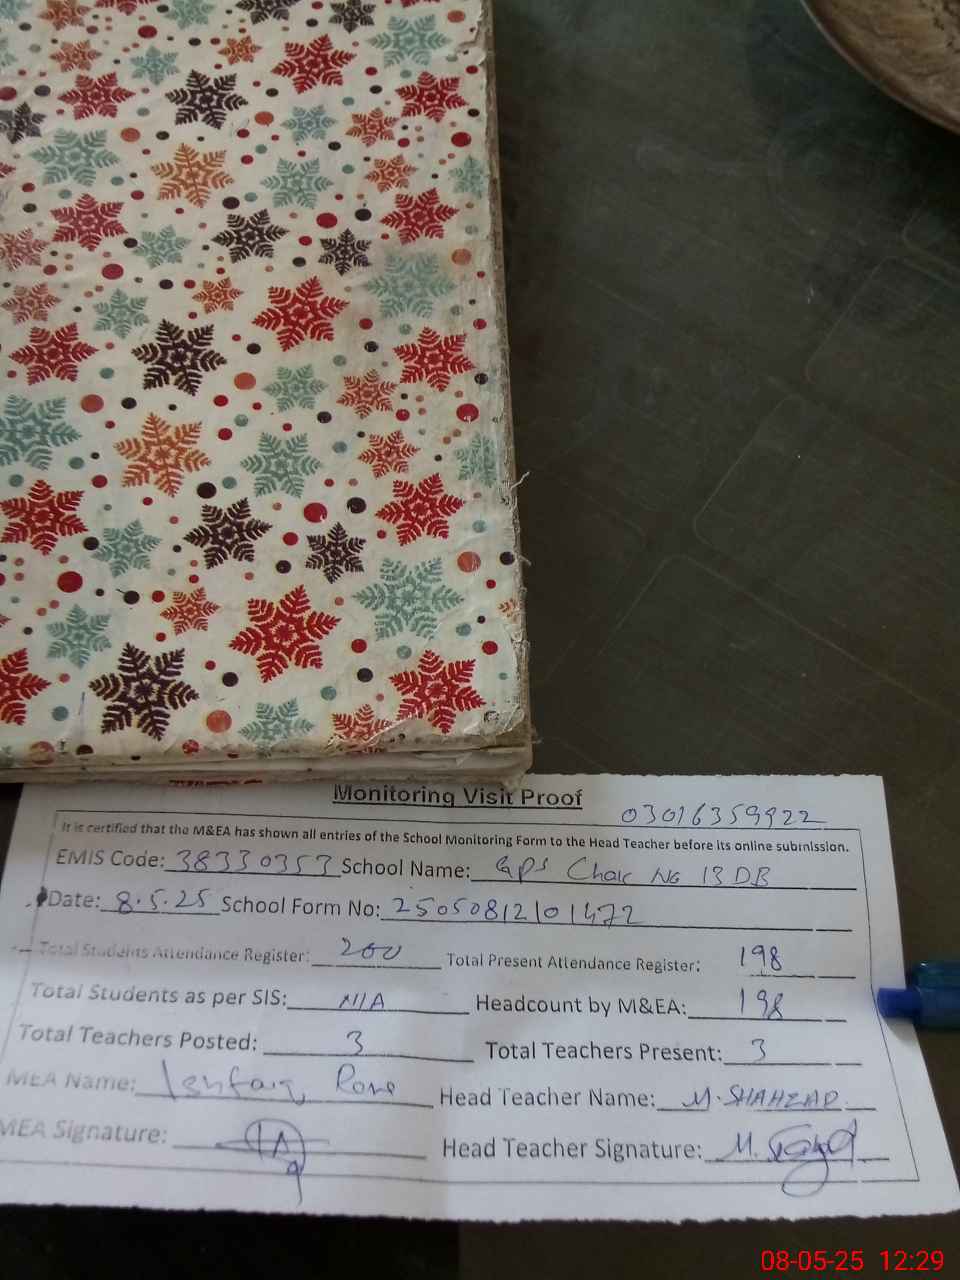 Monitoring Visit Proof 03016359922
It is certified that the M&EA has shown all entries of the School Monitoring Form to the Head Teacher before its online submission.
EMIS Code: 38330353 School Name: GPS Chak No 13 DB
Date: 8.5.25 School Form No: 25050812101472
Total Students Attendance Register: 200 Total Present Attendance Register: 198
Total Students as per SIS: N/A Headcount by M&EA: 198
Total Teachers Posted: 3 Total Teachers Present: 3
MEA Name: Ishfaq Head Teacher Name: M. SHAHZAD
MEA Signature: Head Teacher Signature: M.
08-05-25 12:29